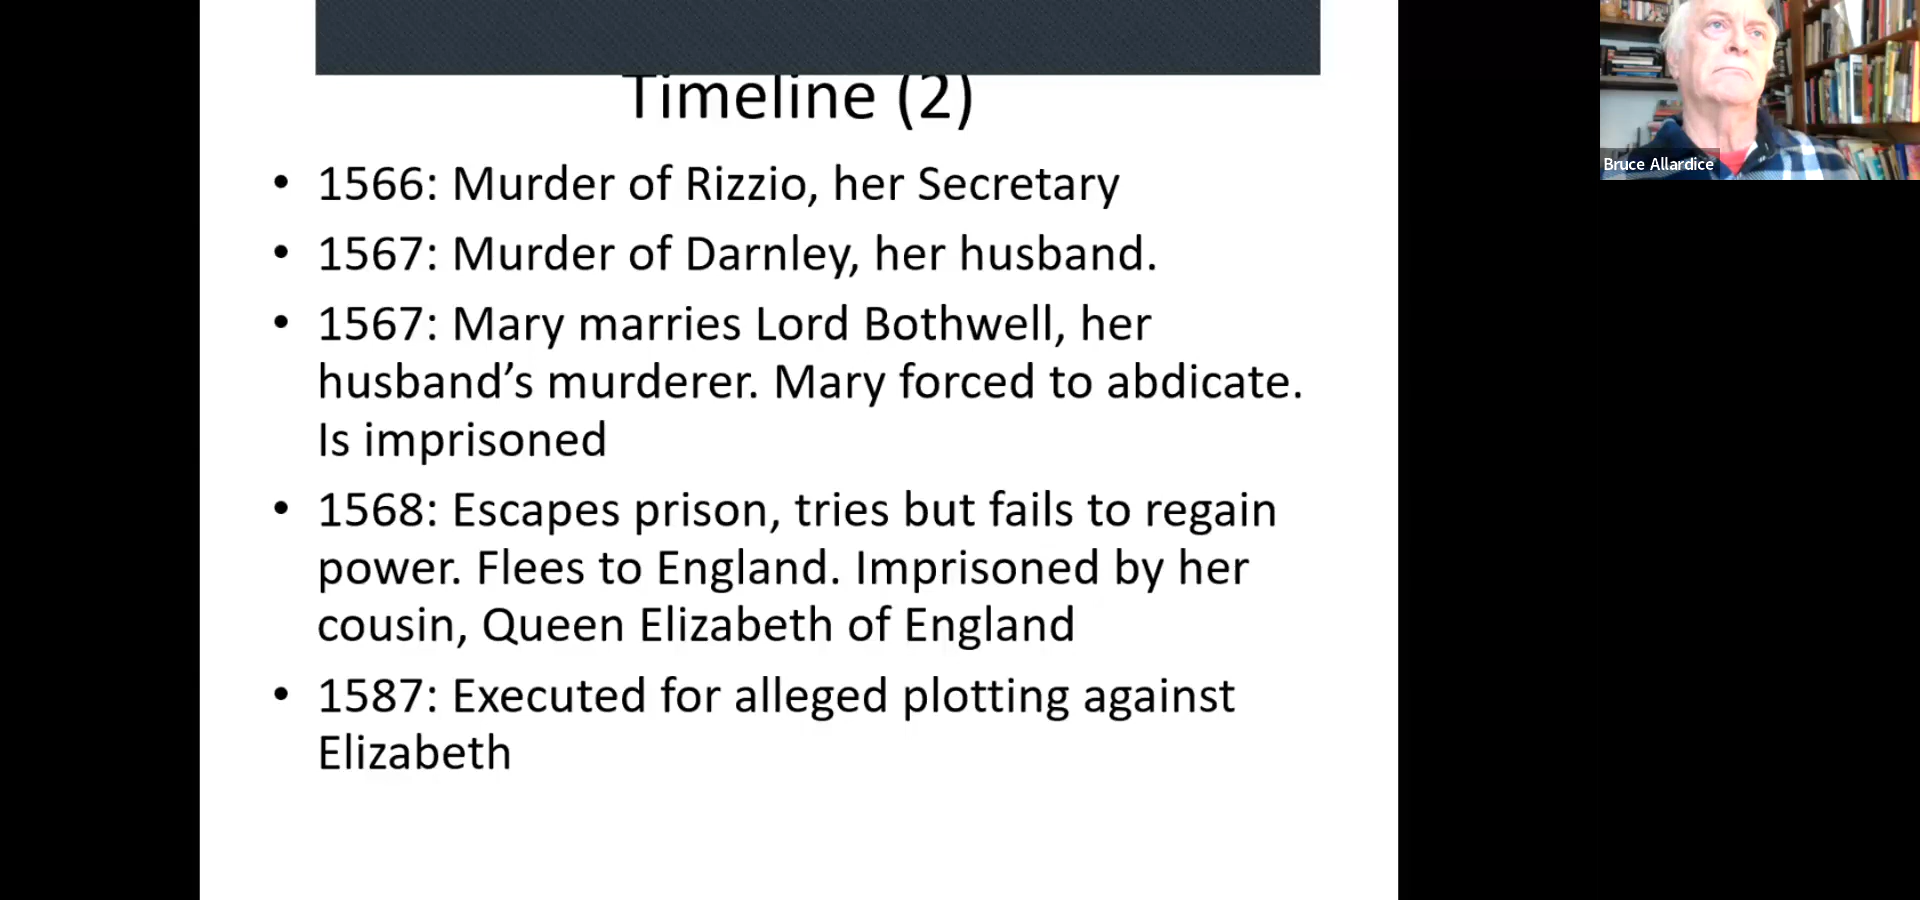 Timeline (2)
• 1566: Murder of Rizzio, her Secretary
• 1567: Murder of Darnley, her husband.
• 1567: Mary marries Lord Bothwell, her
husband’s murderer. Mary forced to abdicate.
Is imprisoned
• 1568: Escapes prison, tries but fails to regain
power. Flees to England. Imprisoned by her
cousin, Queen Elizabeth of England
• 1587: Executed for alleged plotting against
Elizabeth
Bruce Allardice